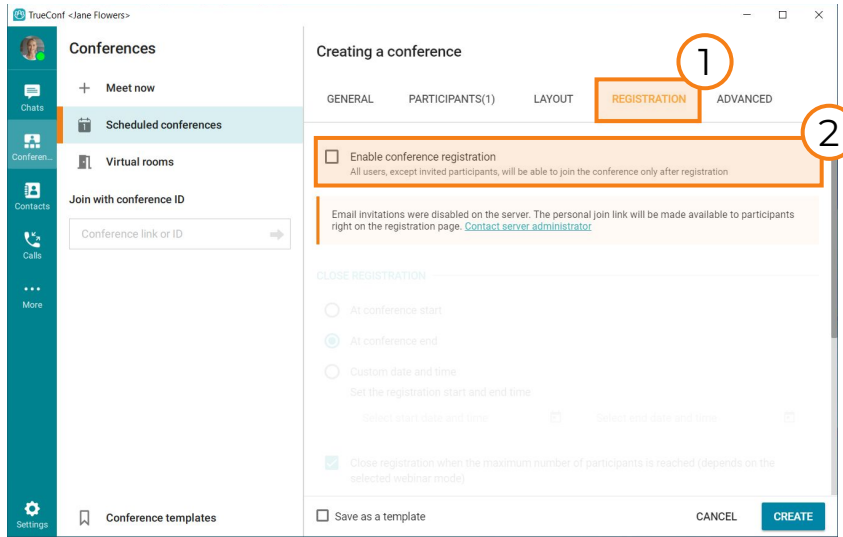 TrueConf <Jane Flowers>
Chats
Conferen...
Contacts
Calls
More
Settings
Conferences
Meet now
Scheduled conferences
Virtual rooms
Join with conference ID
Conference link or ID
Conference templates
Creating a conference
1
GENERAL PARTICIPANTS(1) LAYOUT REGISTRATION ADVANCED
2
Enable conference registration
All users, except invited participants, will be able to join the conference only after registration
Email invitations were disabled on the server. The personal join link will be made available to participants
right on the registration page. Contact server administrator
CLOSE REGISTRATION
At conference start
At conference end
Custom date and time
Set the registration start and end time
Select start date and time Select end date and time
Close registration when the maximum number of participants is reached (depends on the
selected webinar mode)
Save as a template
CANCEL CREATE